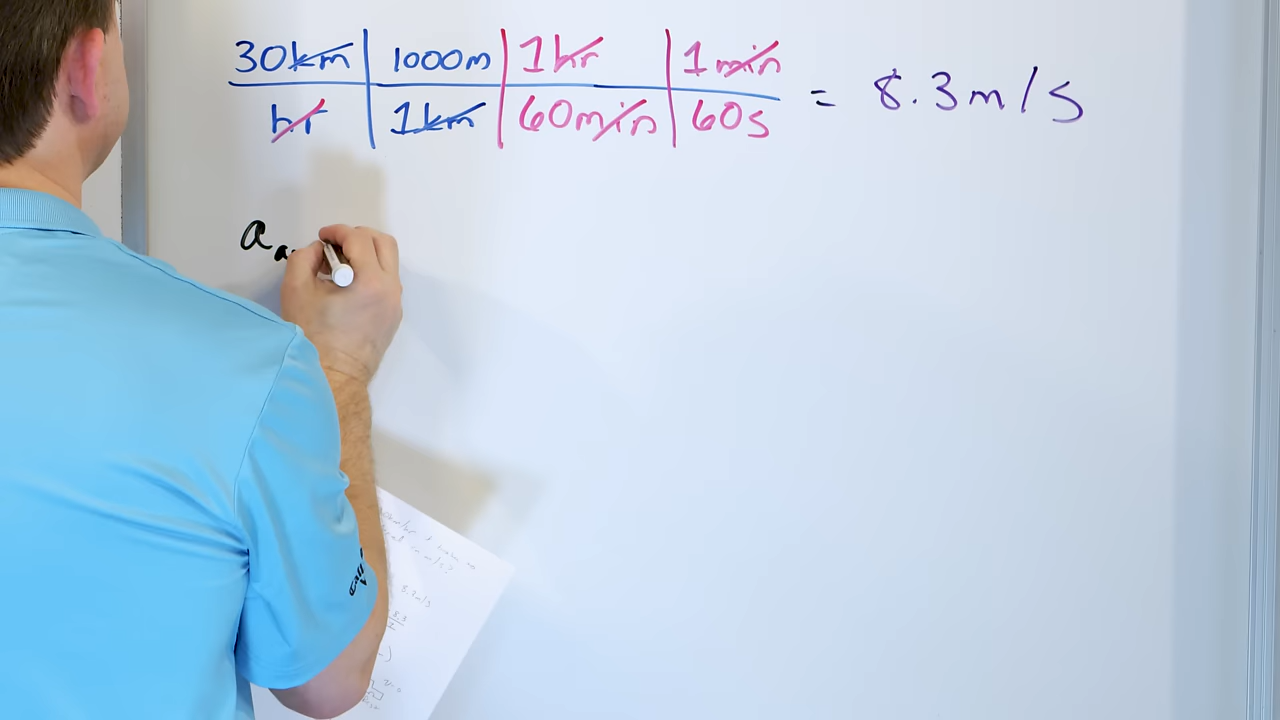 30km 1000m 1hr 1min
hr 1km 60min 60s = 8.3m/s
a a